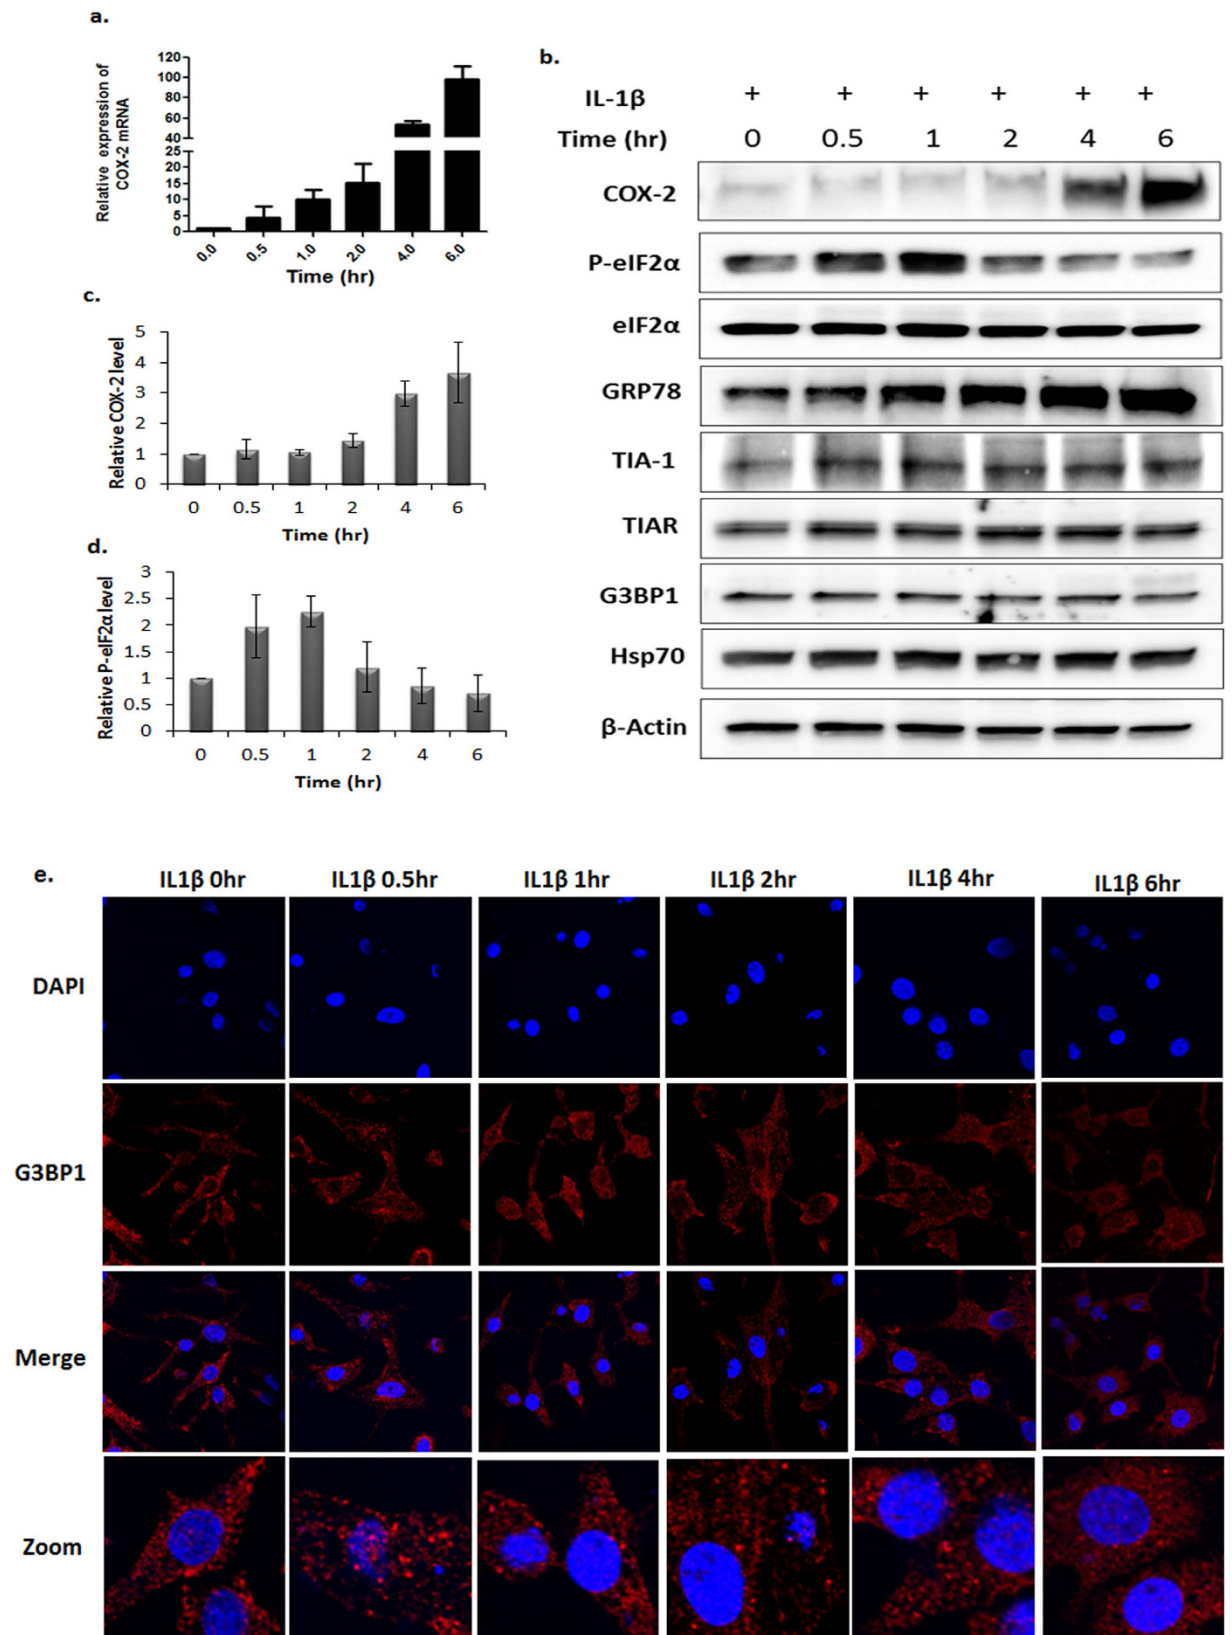 a.
Relative expression of
COX-2 mRNA
120
100
80
60
40
25
20
15
10
5
0
0.0 0.5 1.0 2.0 4.0 6.0
Time (hr)
b.
IL-1β + + + + + +
Time (hr) 0 0.5 1 2 4 6
COX-2
P-eIF2α
eIF2α
GRP78
TIA-1
TIAR
G3BP1
Hsp70
β-Actin
c.
Relative COX-2 level
5
4
3
2
1
0
0 0.5 1 2 4 6
Time (hr)
d.
Relative P-eIF2α level
3
2.5
2
1.5
1
0.5
0
0 0.5 1 2 4 6
Time (hr)
e.
IL1β 0hr IL1β 0.5hr IL1β 1hr IL1β 2hr IL1β 4hr IL1β 6hr
DAPI
G3BP1
Merge
Zoom